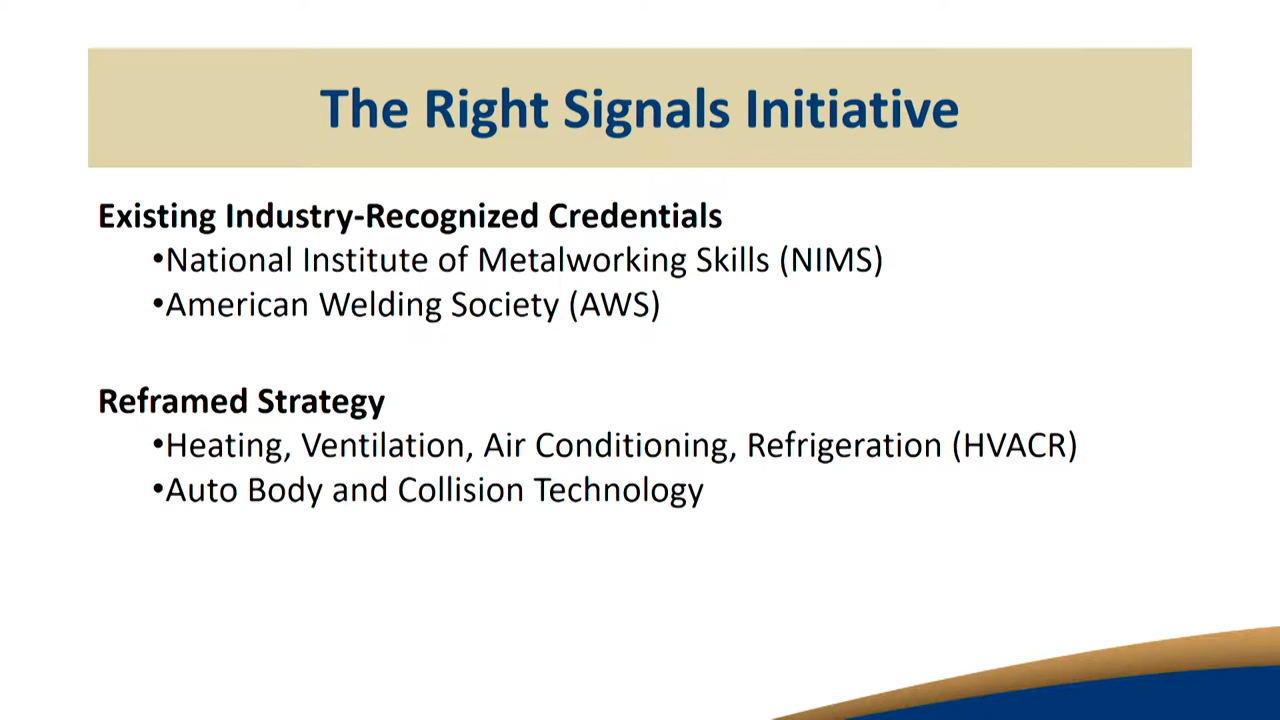 The Right Signals Initiative
Existing Industry-Recognized Credentials
•National Institute of Metalworking Skills (NIMS)
•American Welding Society (AWS)
Reframed Strategy
•Heating, Ventilation, Air Conditioning, Refrigeration (HVACR)
•Auto Body and Collision Technology